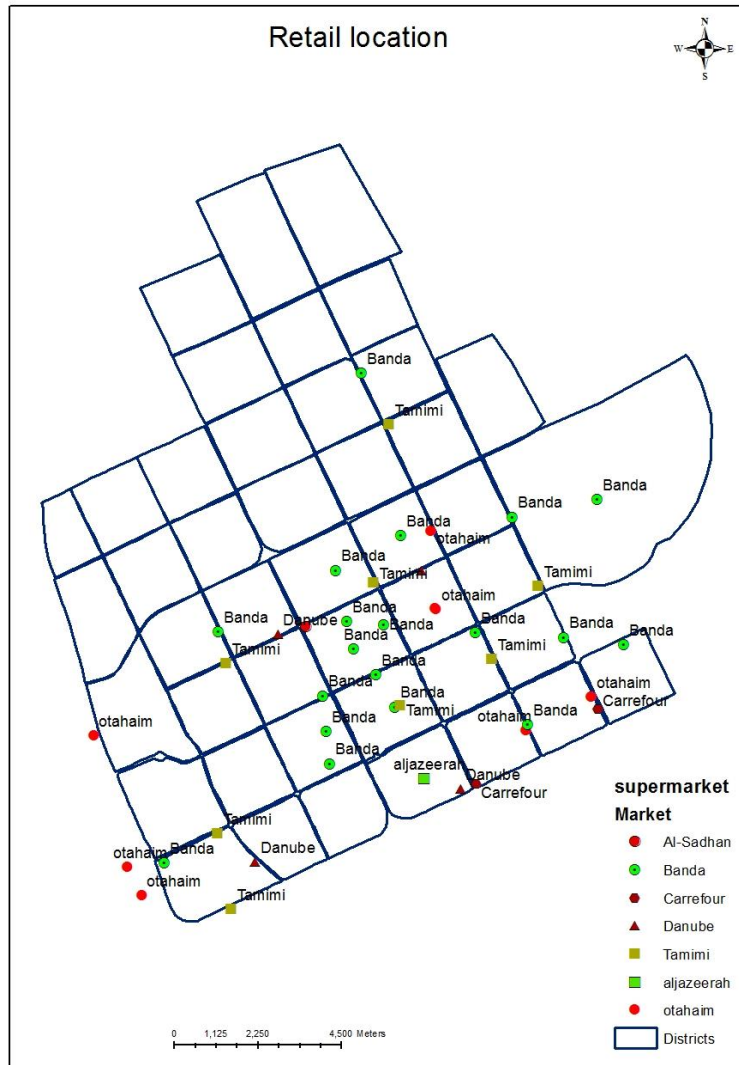 Retail location
N
W E
S
Banda
Tamimi
Banda
Banda
Banda
otahaim
Banda
Tamimi
Tamimi
otahaim
Banda
Banda
Danube
Banda
Banda
Banda
Banda
Banda
Tamimi
Tamimi
Banda
Banda
otahaim
Banda
Carrefour
otahaim
Tamimi
otahaim
Banda
Banda
Banda
aljazeerah
Danube
Carrefour
Tamimi
otahaim
Banda
Danube
otahaim
Tamimi
supermarket
Market
Al-Sadhan
Banda
Carrefour
Danube
Tamimi
aljazeerah
otahaim
Districts
0 1,125 2,250 4,500 Meters